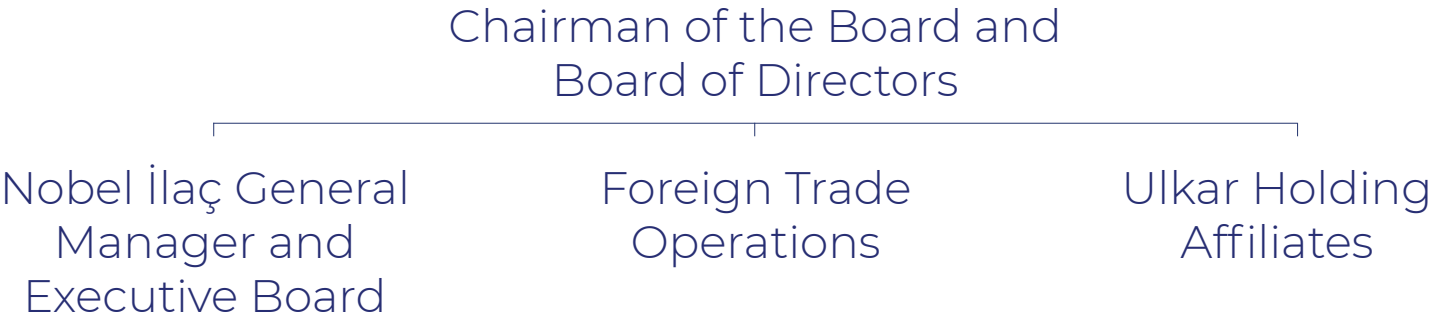 Chairman of the Board and
Board of Directors
Nobel İlaç General
Manager and
Executive Board
Foreign Trade
Operations
Ulkar Holding
Affiliates